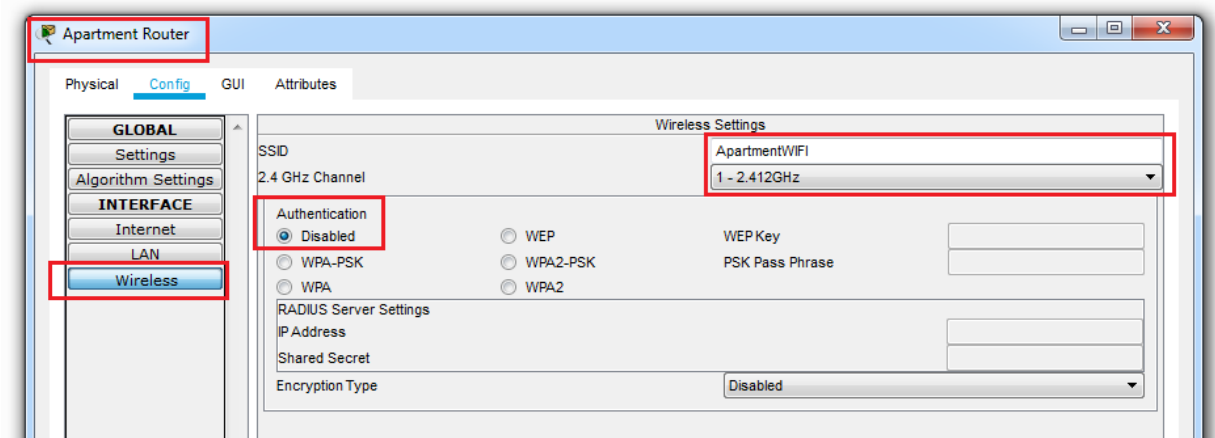 Apartment Router
Physical Config GUI Attributes
GLOBAL
Settings
Algorithm Settings
INTERFACE
Internet
LAN
Wireless
Wireless Settings
SSID ApartmentWIFI
2.4 GHz Channel 1 - 2.412GHz
Authentication
Disabled WEP WEP Key
WPA-PSK WPA2-PSK PSK Pass Phrase
WPA WPA2
RADIUS Server Settings
IP Address
Shared Secret
Encryption Type Disabled